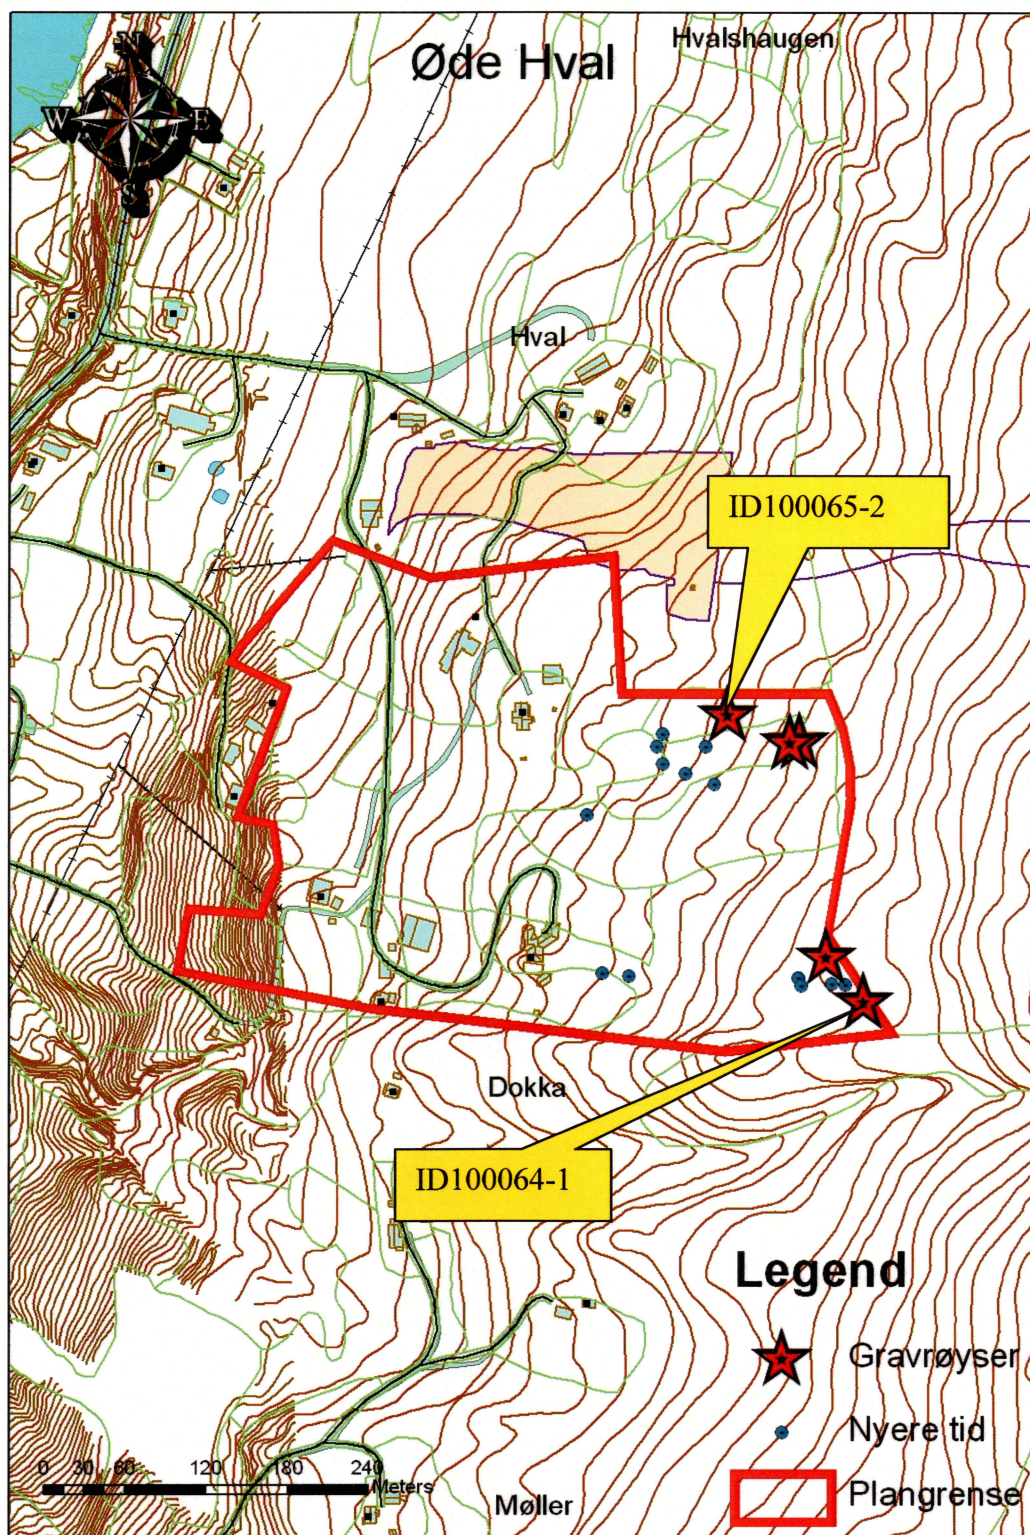 Øde Hval
Hvalshaugen
N
W E
S
Hval
ID100065-2
Dokka
ID100064-1
Legend
Gravrøyser
Nyere tid
Plangrense
0 30 60 120 180 240
Meters
Møller